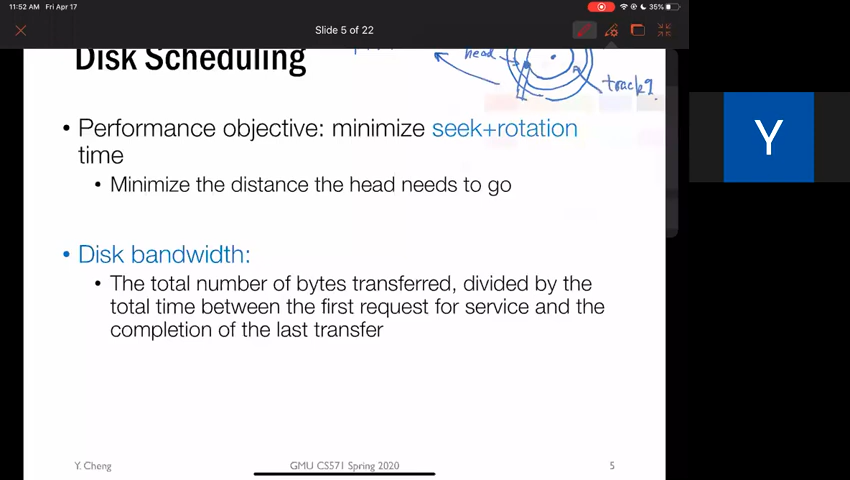 11:52 AM Fri Apr 17
35%
Slide 5 of 22
Disk Scheduling
head
track9
• Performance objective: minimize seek+rotation
time
• Minimize the distance the head needs to go
• Disk bandwidth:
• The total number of bytes transferred, divided by the
total time between the first request for service and the
completion of the last transfer
Y. Cheng
GMU CS571 Spring 2020
5
Y